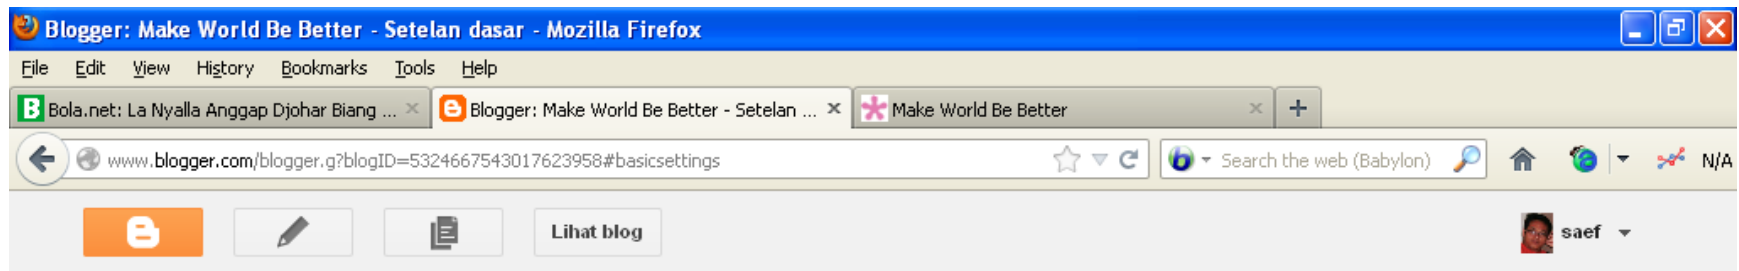 Blogger: Make World Be Better - Setelan dasar - Mozilla Firefox
File Edit View History Bookmarks Tools Help
Bola.net: La Nyalla Anggap Djohar Biang ... Blogger: Make World Be Better - Setelan ... Make World Be Better
www.blogger.com/blogger.g?blogID=5324667543017623958#basicsettings Search the web (Babylon) N/A
Lihat blog saef